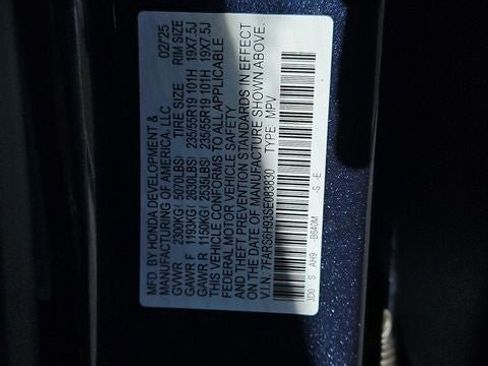 MFD BY HONDA DEVELOPMENT & 02/25
MANUFACTURING OF AMERICA, LLC
TIRE SIZE RIM SIZE
GVWR 2300KG( 5070LBS)
GAWR F 1193KG( 2630LBS) 235/55R19 101H 19X7.5J
GAWR R 1150KG( 2535LBS) 235/55R19 101H 19X7.5J
THIS VEHICLE CONFORMS TO ALL APPLICABLE
FEDERAL MOTOR VEHICLE SAFETY
AND THEFT PREVENTION STANDARDS IN EFFECT
ON THE DATE OF MANUFACTURE SHOWN ABOVE.
V.I.N: 7FARS6H93SE083830 TYPE: MPV
AH9 B640M